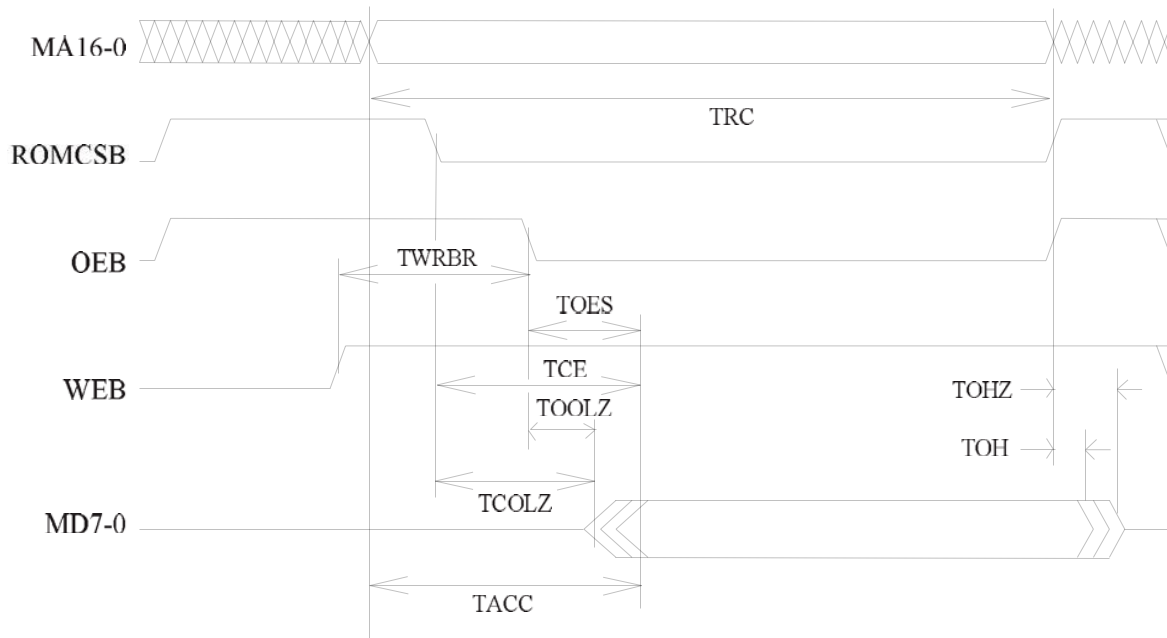 MA16-0
TRC
ROMCSB
OEB
TWRBR
TOES
WEB
TCE
TOHZ
TOOLZ
TOH
TCOLZ
MD7-0
TACC